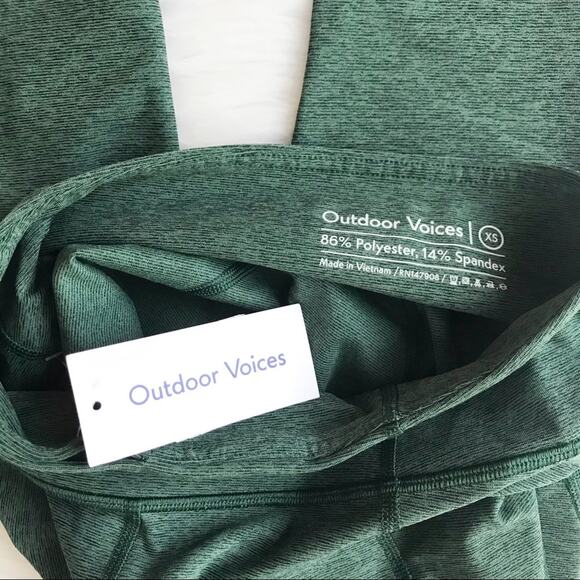 Outdoor Voices | XS
86% Polyester, 14% Spandex
Made in Vietnam / RN147908 /
Outdoor Voices